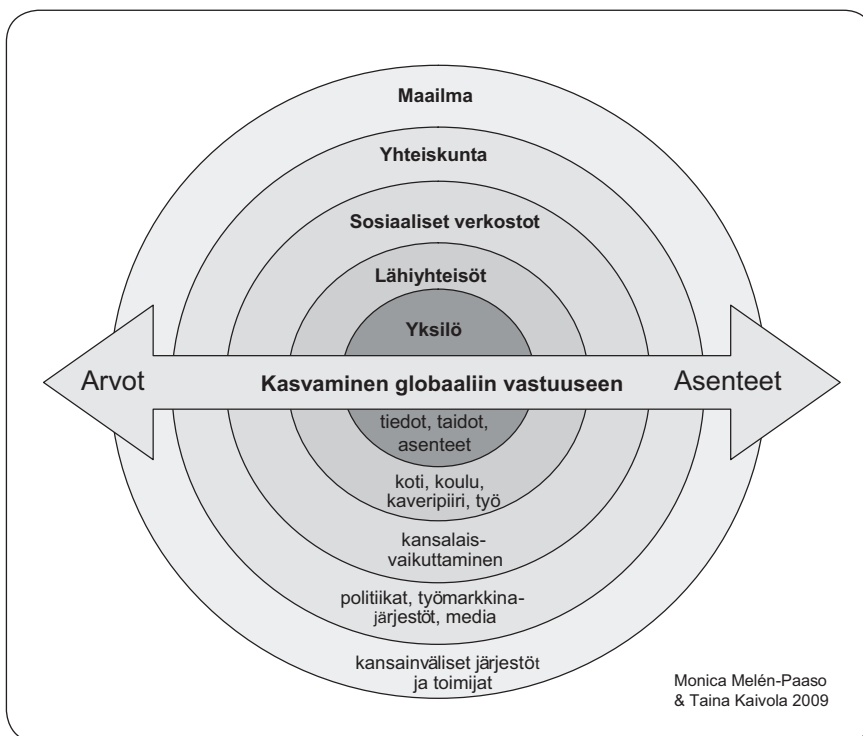 Maailma
Yhteiskunta
Sosiaaliset verkostot
Lähiyhteisöt
Yksilö
Arvot
Kasvaminen globaaliin vastuuseen
Asenteet
tiedot, taidot,
asenteet
koti, koulu,
kaveripiiri, työ
kansalais-
vaikuttaminen
politiikat, työmarkkina-
järjestöt, media
kansainväliset järjestöt
ja toimijat
Monica Melén-Paaso
& Taina Kaivola 2009